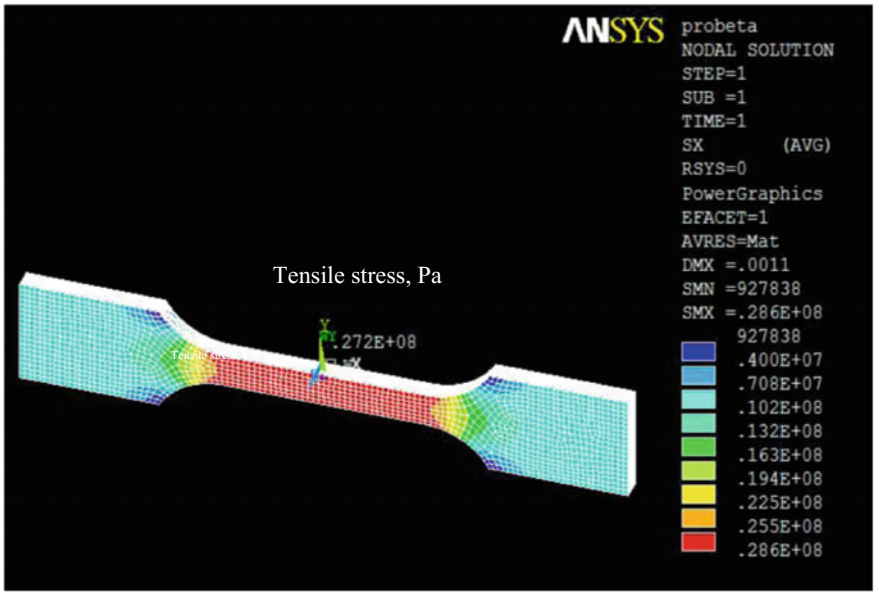 ANSYS
probeta
NODAL SOLUTION
STEP=1
SUB =1
TIME=1
SX (AVG)
RSYS=0
PowerGraphics
EFACET=1
AVRES=Mat
DMX =.0011
SMN =927838
SMX =.286E+08
927838
.400E+07
.708E+07
.102E+08
.132E+08
.163E+08
.194E+08
.225E+08
.255E+08
.286E+08
Tensile stress, Pa
Y
.272E+08
X
Tensile stress